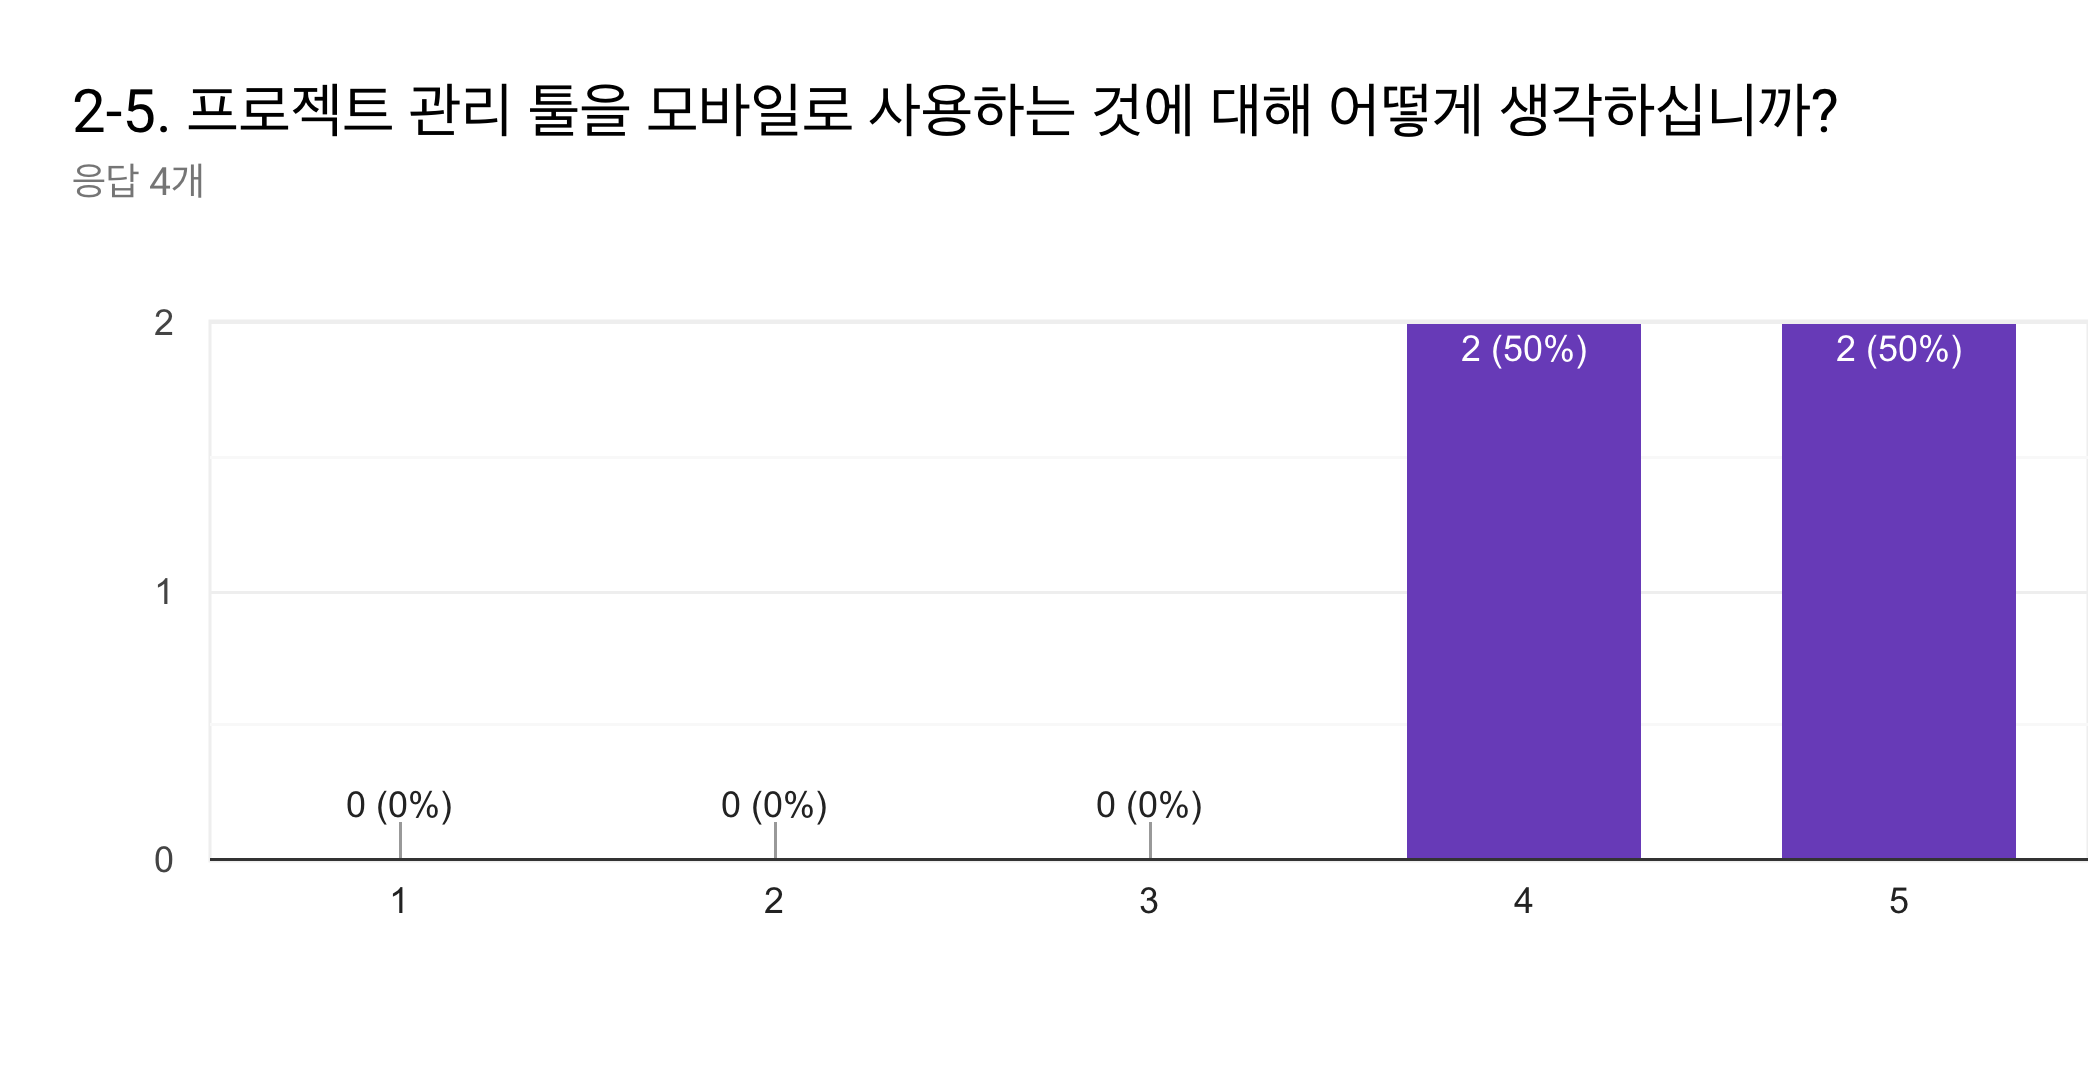 2-5. 프로젝트 관리 툴을 모바일로 사용하는 것에 대해 어떻게 생각하십니까?
응답 4개
2
2 (50%) 2 (50%)
1
0 (0%) 0 (0%) 0 (0%)
0
1 2 3 4 5